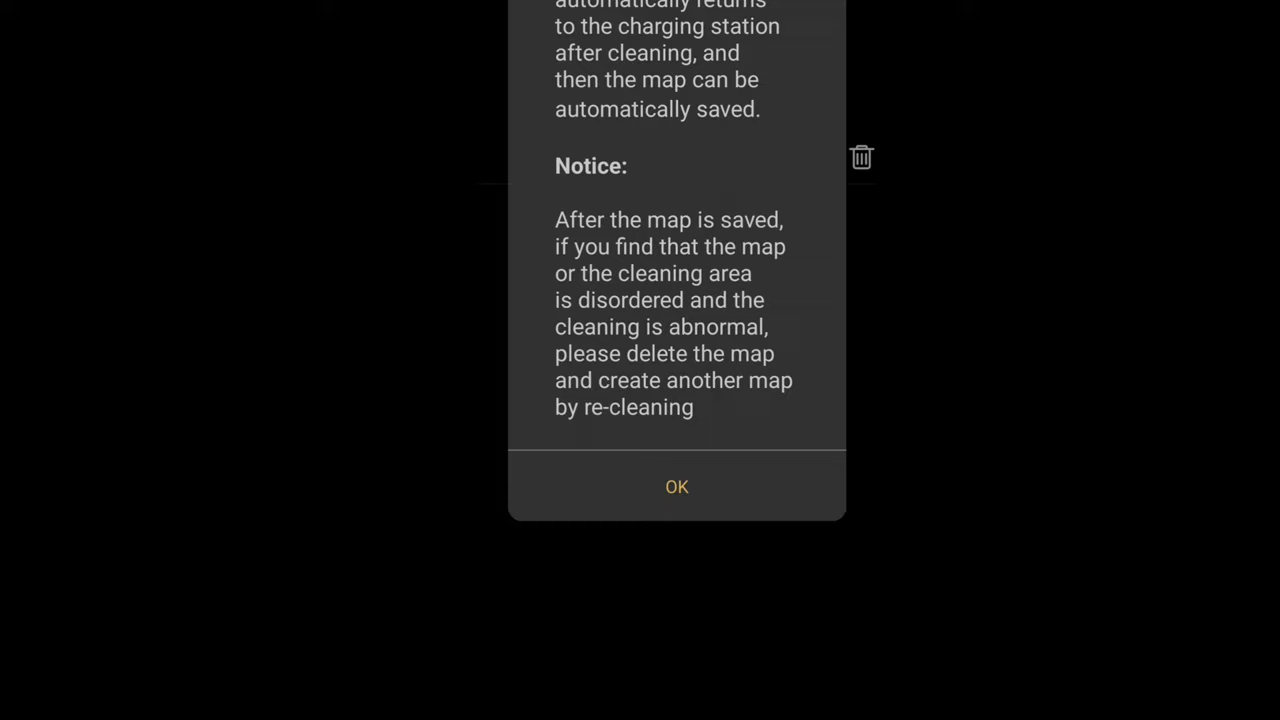 automatically returns
to the charging station
after cleaning, and
then the map can be
automatically saved.
Notice:
After the map is saved,
if you find that the map
or the cleaning area
is disordered and the
cleaning is abnormal,
please delete the map
and create another map
by re-cleaning
OK